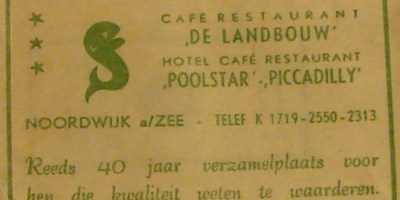 CAFÉ RESTAURANT
‚DE LANDBOUW'
HOTEL CAFÉ RESTAURANT
‚POOLSTAR'-‚PICCADILLY'
NOORDWIJK a/ZEE - TELEF K 1719-2550-2313
Reeds 40 jaar verzamelplaats voor
hen die kwaliteit weten te waarderen.